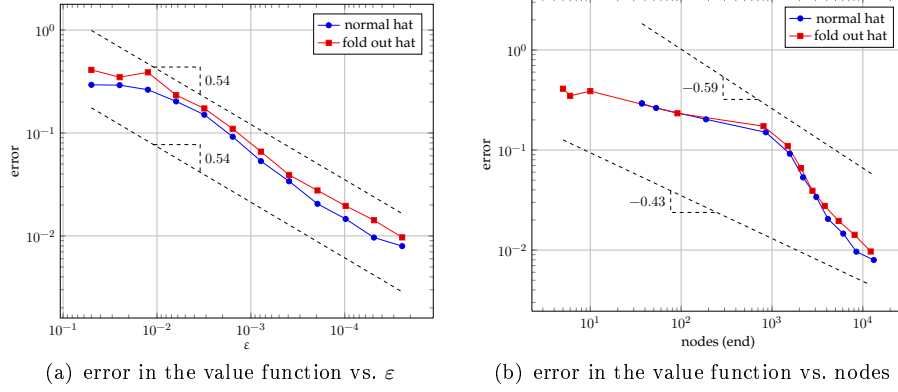 10^0
10^-1
10^-2
error
0.54
0.54
normal hat
fold out hat
10^-1
10^-2
10^-3
10^-4
ε
(a) error in the value function vs. ε
10^0
10^-1
10^-2
error
−0.59
−0.43
normal hat
fold out hat
10^1
10^2
10^3
10^4
nodes (end)
(b) error in the value function vs. nodes